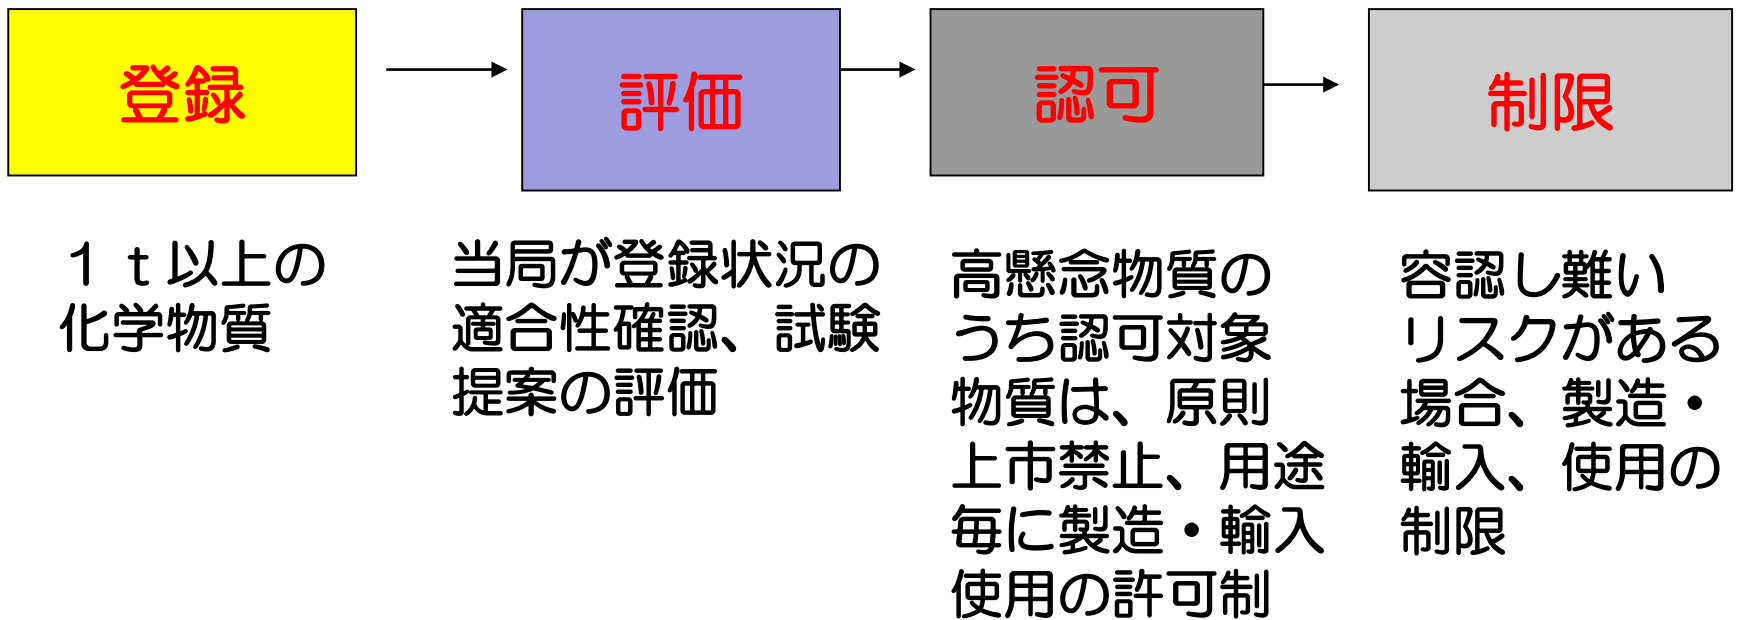 登録
評価
認可
制限
１ｔ以上の
化学物質
当局が登録状況の
適合性確認、試験
提案の評価
高懸念物質の
うち認可対象
物質は、原則
上市禁止、用途
毎に製造・輸入
使用の許可制
容認し難い
リスクがある
場合、製造・
輸入、使用の
制限